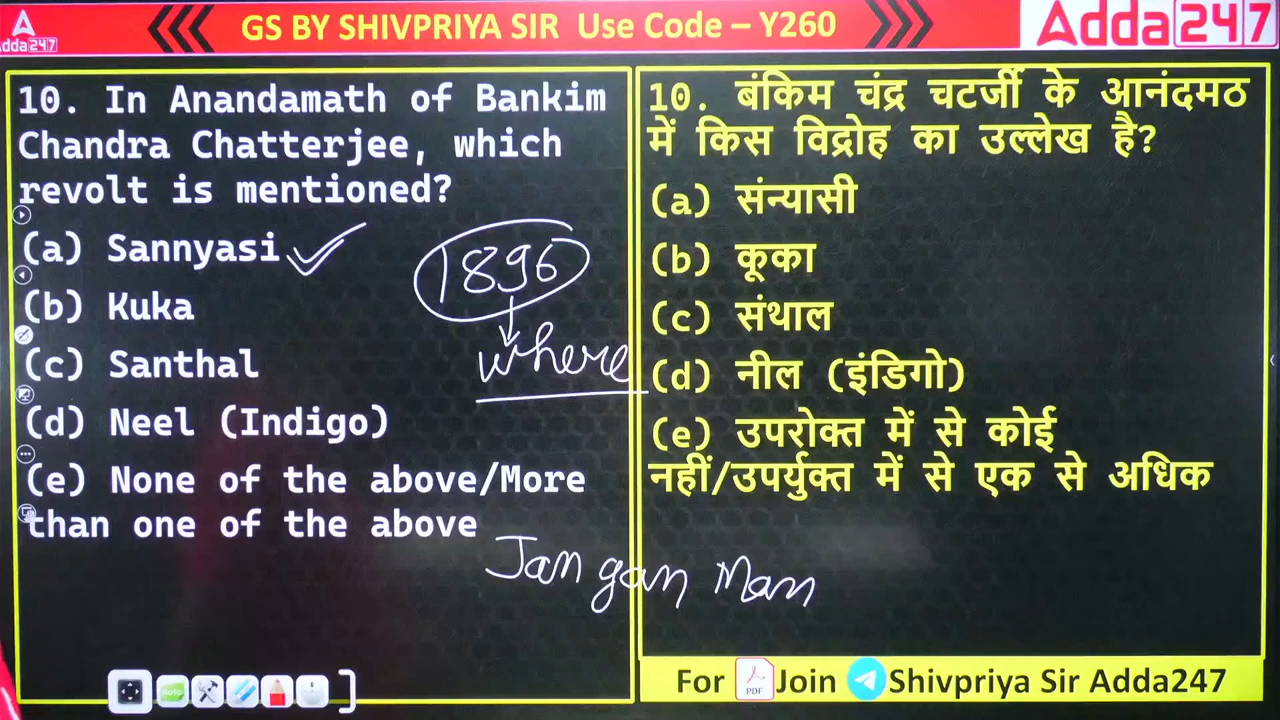 Adda247
GS BY SHIVPRIYA SIR Use Code – Y260
Adda247
10. In Anandamath of Bankim
Chandra Chatterjee, which
revolt is mentioned?
(a) Sannyasi
(b) Kuka
(c) Santhal
(d) Neel (Indigo)
(e) None of the above/More
than one of the above
1896
where
Jan gan Man
10. बंकिम चंद्र चटर्जी के आनंदमठ
में किस विद्रोह का उल्लेख है?
(a) संन्यासी
(b) कूका
(c) संथाल
(d) नील (इंडिगो)
(e) उपरोक्त में से कोई
नहीं/उपर्युक्त में से एक से अधिक
For PDF Join Shivpriya Sir Adda247